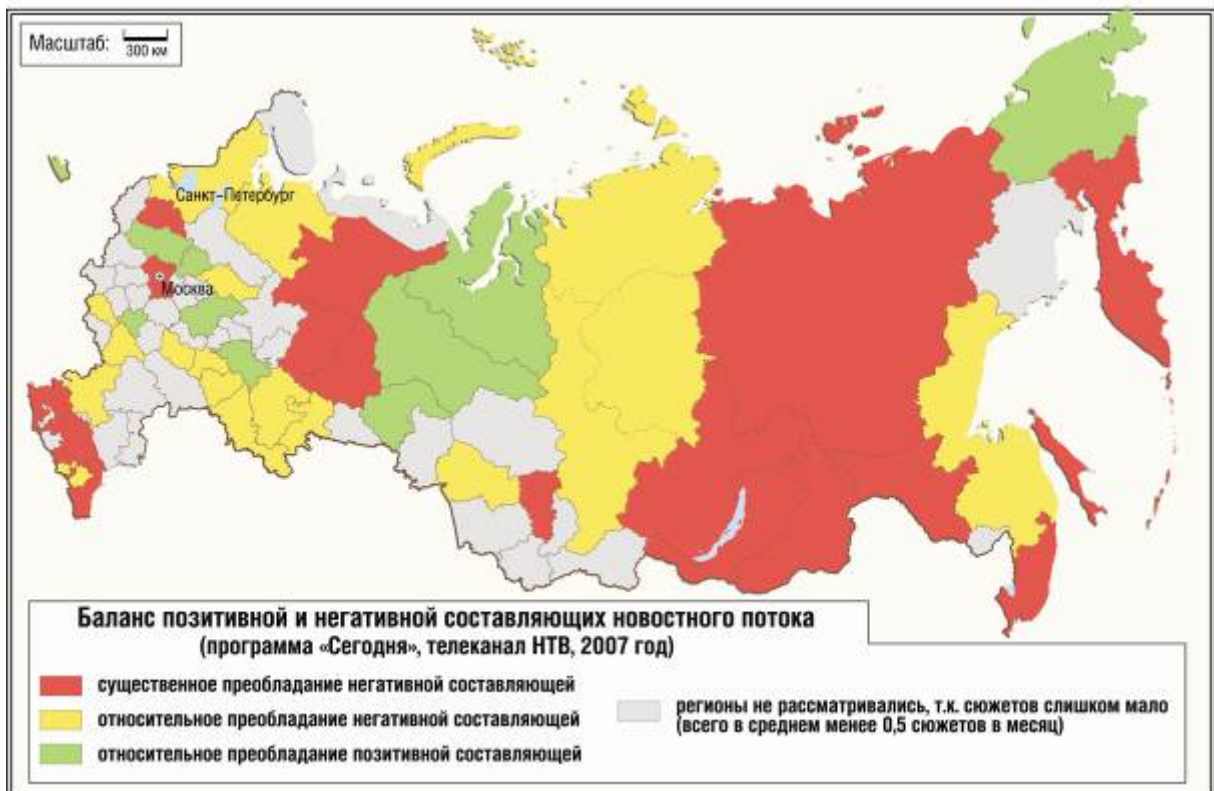 Масштаб:
300 км
Санкт-Петербург
Москва
Баланс позитивной и негативной составляющих новостного потока
(программа «Сегодня», телеканал НТВ, 2007 год)
существенное преобладание негативной составляющей
относительное преобладание негативной составляющей
относительное преобладание позитивной составляющей
регионы не рассматривались, т.к. сюжетов слишком мало
(всего в среднем менее 0,5 сюжетов в месяц)